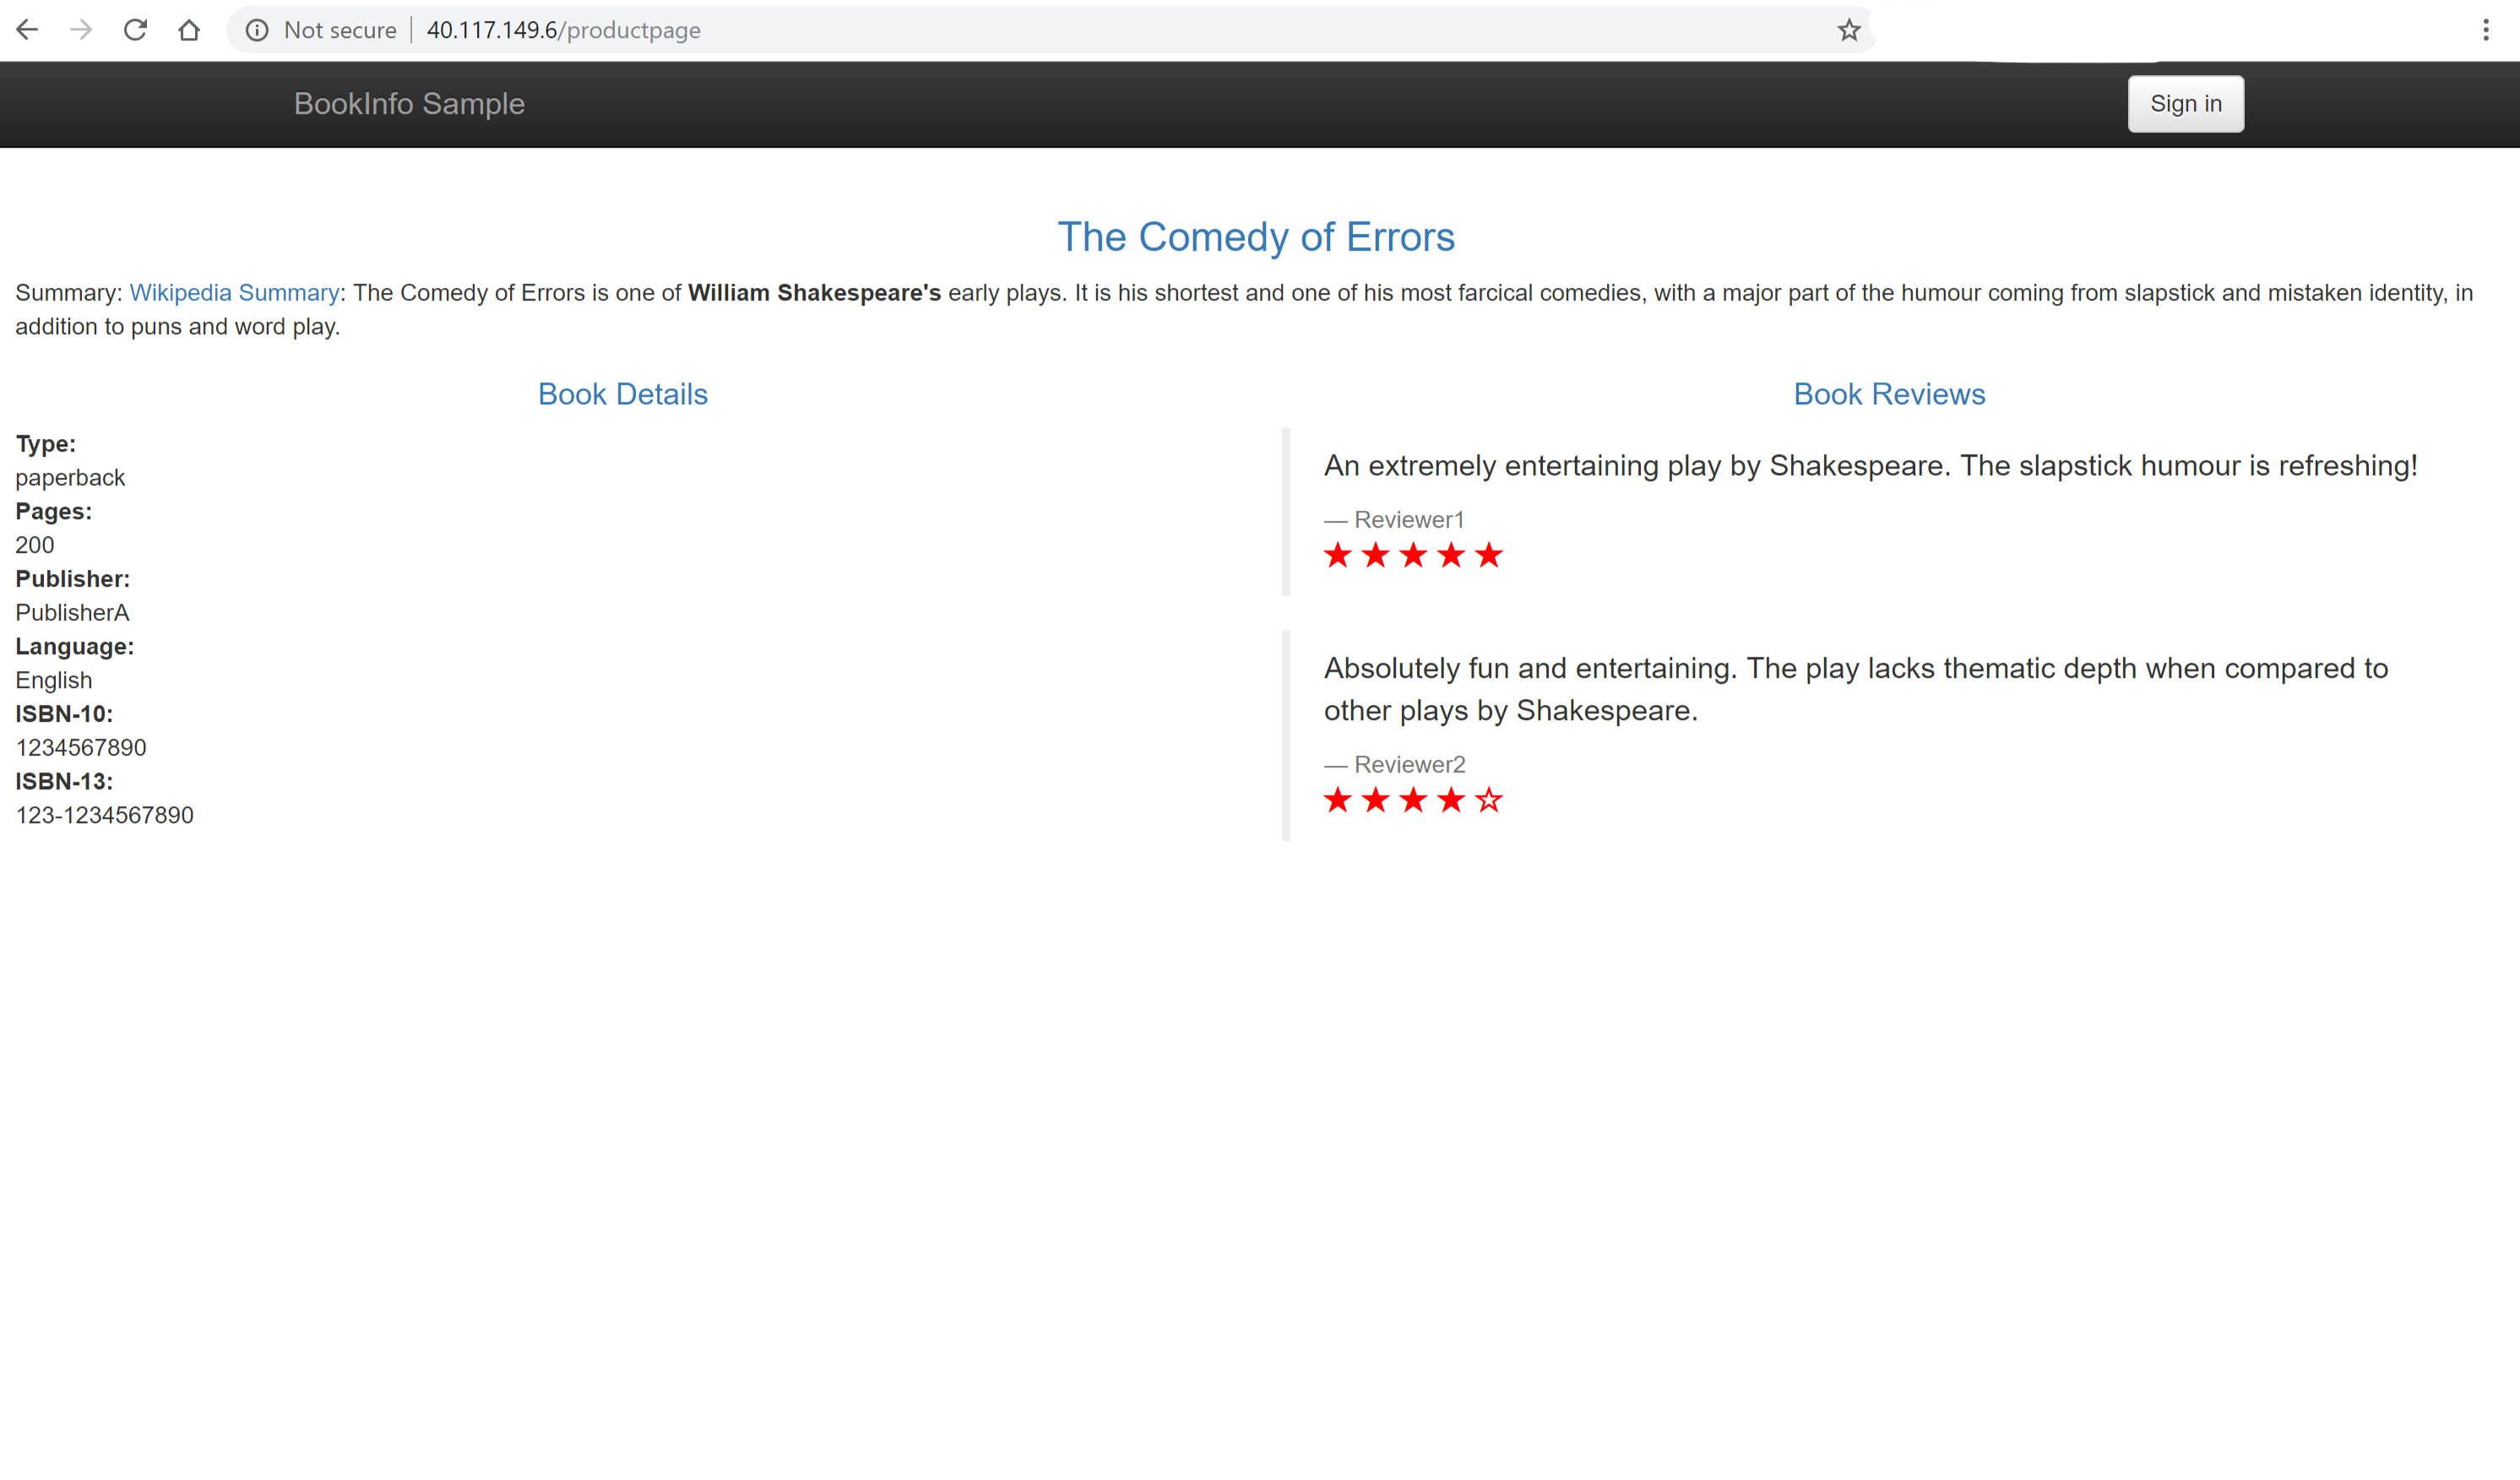 Not secure | 40.117.149.6/productpage
BookInfo Sample
Sign in
The Comedy of Errors
Summary: Wikipedia Summary: The Comedy of Errors is one of William Shakespeare's early plays. It is his shortest and one of his most farcical comedies, with a major part of the humour coming from slapstick and mistaken identity, in
addition to puns and word play.
Book Details
Type:
paperback
Pages:
200
Publisher:
PublisherA
Language:
English
ISBN-10:
1234567890
ISBN-13:
123-1234567890
Book Reviews
An extremely entertaining play by Shakespeare. The slapstick humour is refreshing!
— Reviewer1
★★★★★
Absolutely fun and entertaining. The play lacks thematic depth when compared to
other plays by Shakespeare.
— Reviewer2
★★★★☆